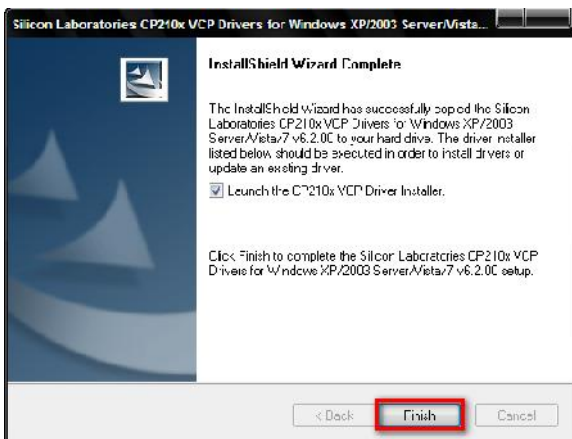 Silicon Laboratories CP210x VCP Drivers for Windows XP/2003 Server/Vista...
InstallShield Wizard Complete
The InstallShield Wizard has successfully copied the Silicon
Laboratories CP210x VCP Drivers for Windows XP/2003
Server/Vista/7 v6.2.00 to your hard drive. The driver installer
listed below should be executed in order to install drivers or
update an existing driver.
Launch the CP210x VCP Driver Installer.
Click Finish to complete the Silicon Laboratories CP210x VCP
Drivers for Windows XP/2003 Server/Vista/7 v6.2.00 setup.
< Back
Finish
Cancel